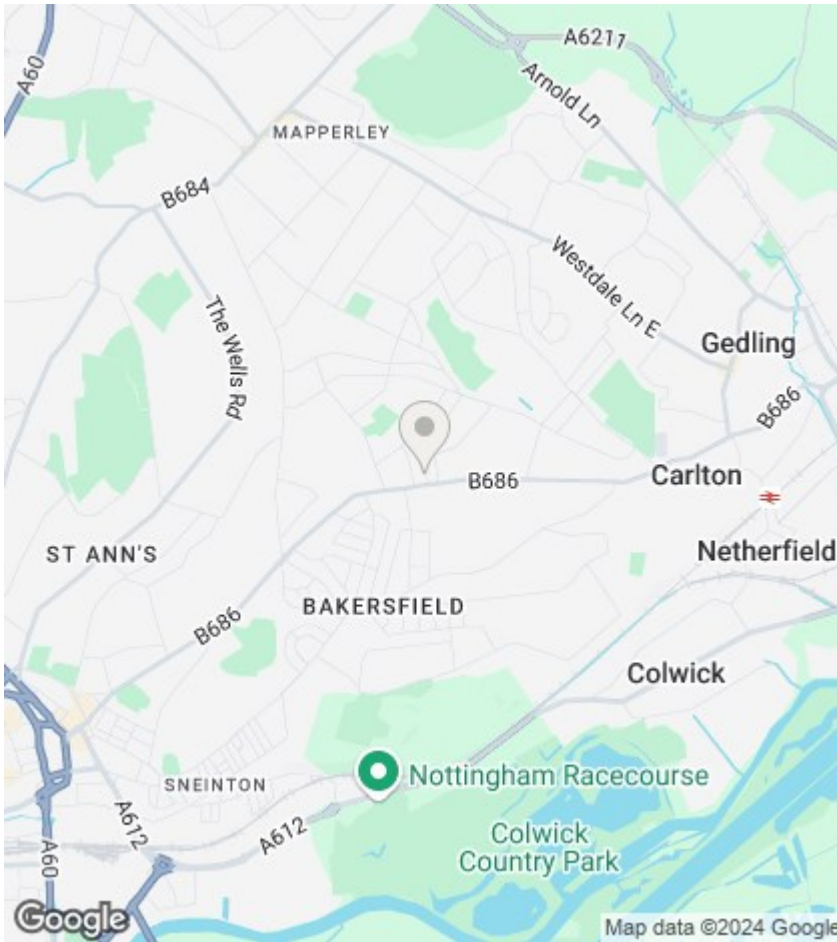 A6211
A60
Arnold Ln
MAPPERLEY
B684
Westdale Ln E
The Wells Rd
Gedling
B686
B686
Carlton
ST ANN'S
Netherfield
BAKERSFIELD
B686
Colwick
Nottingham Racecourse
SNEINTON
A612
A612
Colwick
Country Park
A60
Google
Map data ©2024 Google